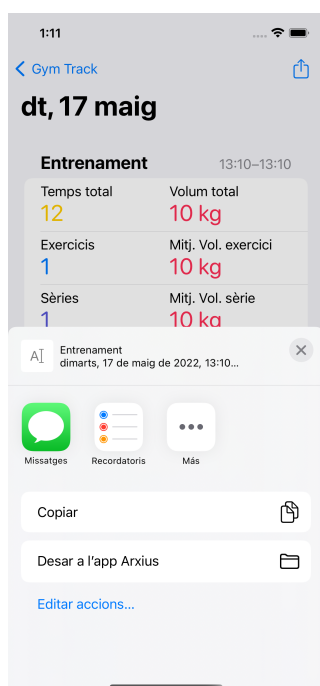 1:11
Gym Track
dt, 17 maig
Entrenament 13:10–13:10
Temps total Volum total
12 10 kg
Exercicis Mitj. Vol. exercici
1 10 kg
Sèries Mitj. Vol. sèrie
1 10 kg
A
Entrenament
dimarts, 17 de maig de 2022, 13:10...
Missatges Recordatoris Más
Copiar
Desar a l'app Arxius
Editar accions...